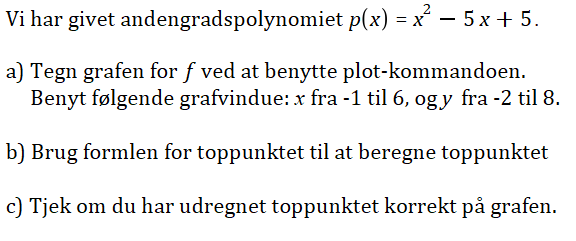 Vi har givet andengradspolynomiet p(x) = x² − 5 x + 5.
a) Tegn grafen for f ved at benytte plot-kommandoen.
Benyt følgende grafvindue: x fra -1 til 6, og y fra -2 til 8.
b) Brug formlen for toppunktet til at beregne toppunktet
c) Tjek om du har udregnet toppunktet korrekt på grafen.